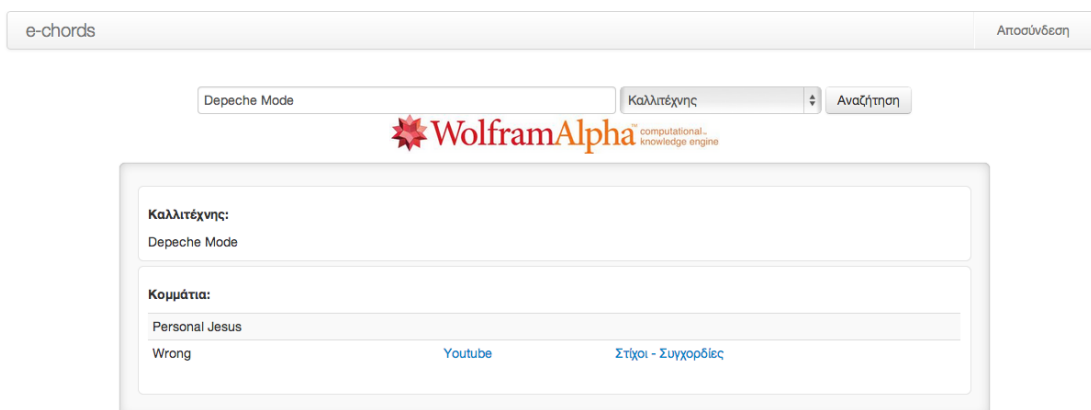 e-chords Αποσύνδεση
Depeche Mode Καλλιτέχνης Αναζήτηση
WolframAlpha™ computational.. knowledge engine
Καλλιτέχνης:
Depeche Mode
Κομμάτια:
Personal Jesus
Wrong Youtube Στίχοι - Συγχορδίες